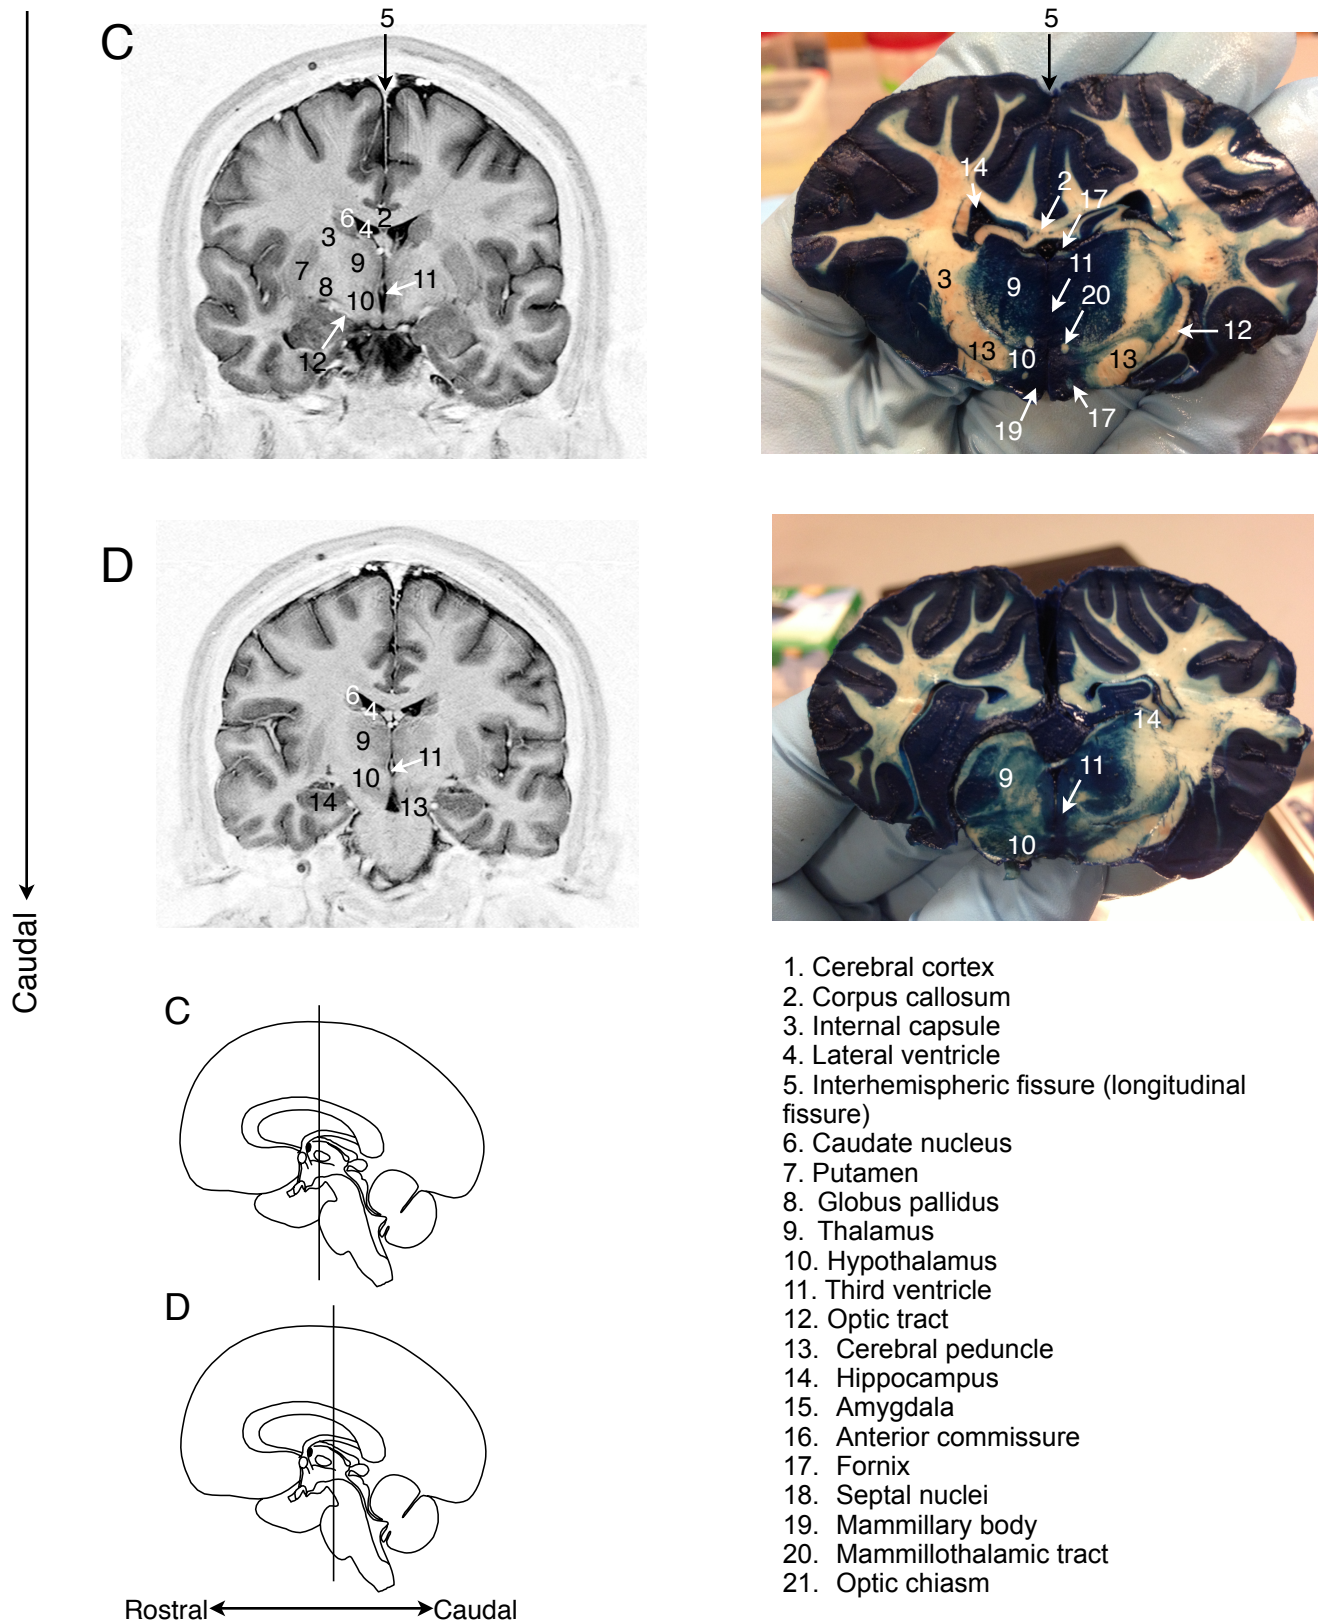 5
5
C
14
2
17
6
2
4
3
9
7
11
8
10
12
3
9
11
20
12
13
10
13
19
17
D
6
4
9
11
10
14
13
14
9
11
10
Caudal
C
D
Rostral
Caudal
1. Cerebral cortex
2. Corpus callosum
3. Internal capsule
4. Lateral ventricle
5. Interhemispheric fissure (longitudinal
fissure)
6. Caudate nucleus
7. Putamen
8. Globus pallidus
9. Thalamus
10. Hypothalamus
11. Third ventricle
12. Optic tract
13. Cerebral peduncle
14. Hippocampus
15. Amygdala
16. Anterior commissure
17. Fornix
18. Septal nuclei
19. Mammillary body
20. Mammillothalamic tract
21. Optic chiasm